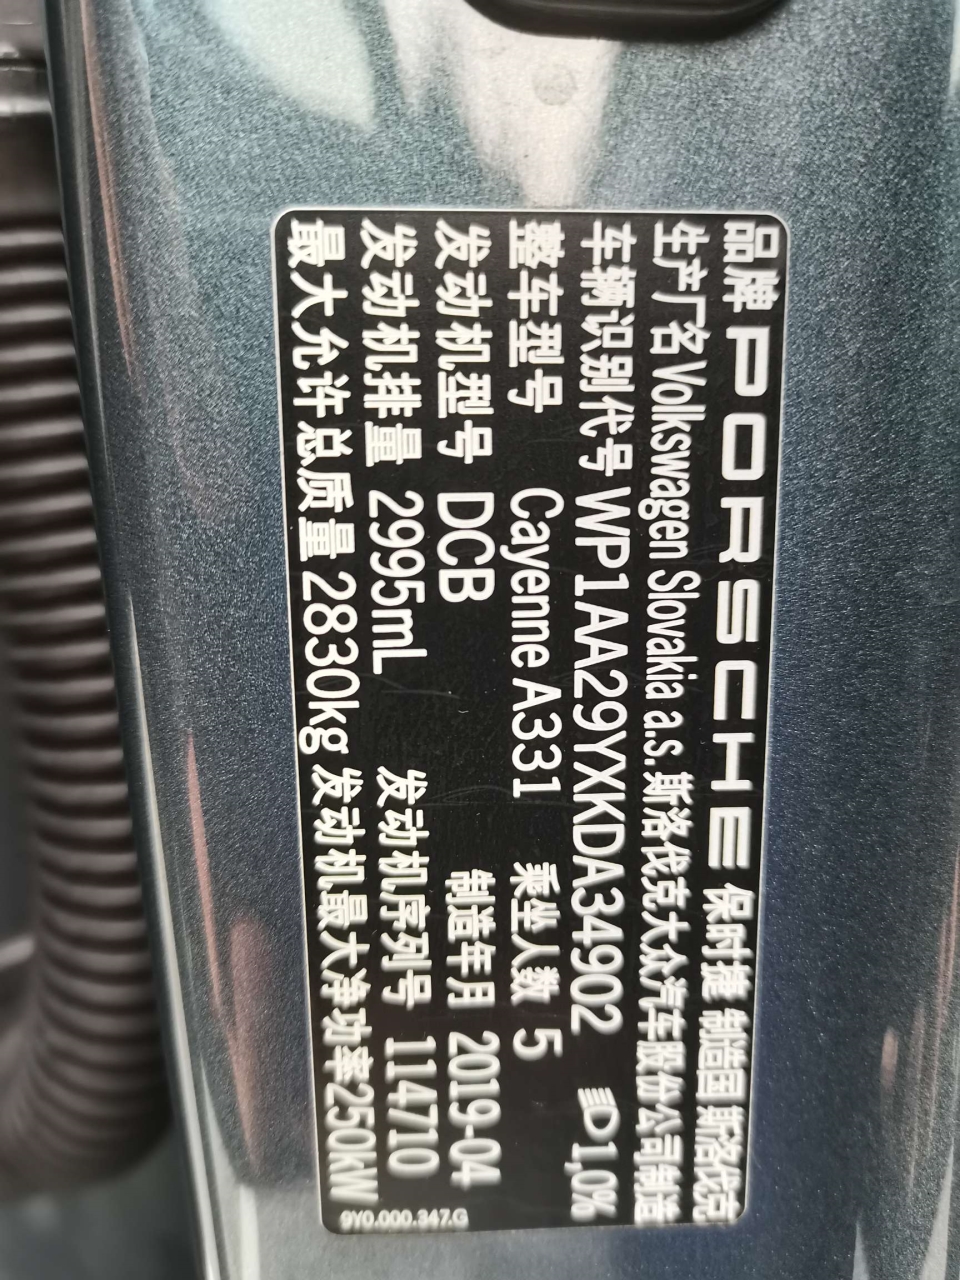 品牌 PORSCHE 保时捷 制造国 斯洛伐克
生产厂名 Volkswagen Slovakia a.s. 斯洛伐克大众汽车股份公司制造
车辆识别代号 WP1AA29YXKDA34902 1,0%
整车型号 Cayenne A331 乘坐人数 5
发动机型号 DCB 制造年月 2019-04
发动机排量 2995mL 发动机序列号 114710
最大允许总质量 2830kg 发动机最大净功率250kW
9Y0.000.347.G